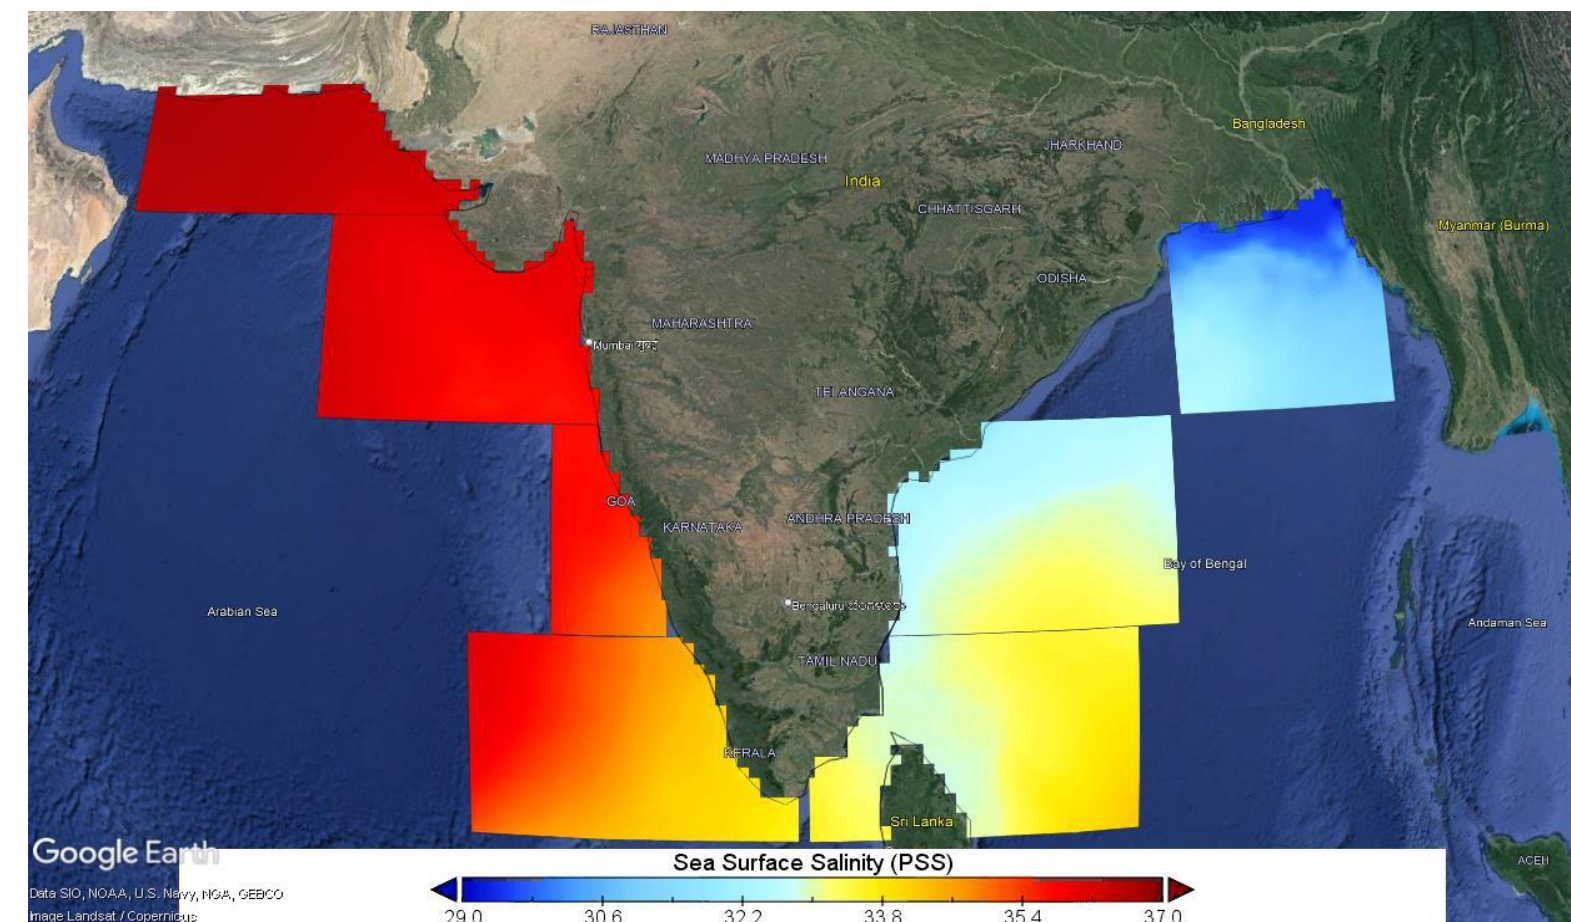 RAJASTHAN
Bangladesh
JHARKHAND
MADHYA PRADESH
India
CHHATTISGARH
Myanmar (Burma)
ODISHA
MAHARASHTRA
Mumbai मुंबई
TELANGANA
GOA
KARNATAKA
ANDHRA PRADESH
Bay of Bengal
Bengaluru
Arabian Sea
Andaman Sea
TAMIL NADU
KERALA
Sri Lanka
Google Earth
ACEH
Sea Surface Salinity (PSS)
Data SIO, NOAA, U.S. Navy, NGA, GEBCO
Image Landsat / Copernicus
29.0 30.6 32.2 33.8 35.4 37.0